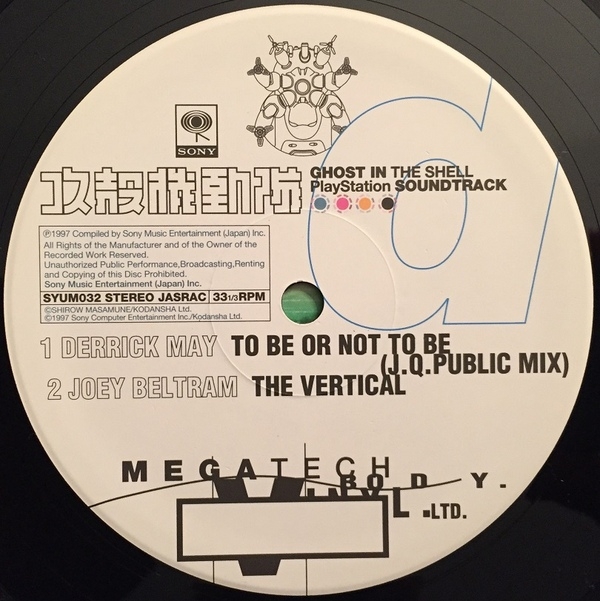 SONY
攻殻機動隊
GHOST IN THE SHELL
PlayStation SOUNDTRACK
a
℗1997 Compiled by Sony Music Entertainment (Japan) Inc.
All Rights of the Manufacturer and of the Owner of the
Recorded Work Reserved.
Unauthorized Public Performance,Broadcasting,Renting
and Copying of this Disc Prohibited.
Sony Music Entertainment (Japan) Inc.
SYUM032 STEREO JASRAC 33 1/3 RPM
©SHIROW MASAMUNE/KODANSHA Ltd.
©1997 Sony Computer Entertainment Inc./Kodansha Ltd.
1 DERRICK MAY TO BE OR NOT TO BE
(J.Q.PUBLIC MIX)
2 JOEY BELTRAM THE VERTICAL
MEGATECH
BODY.
LTD.